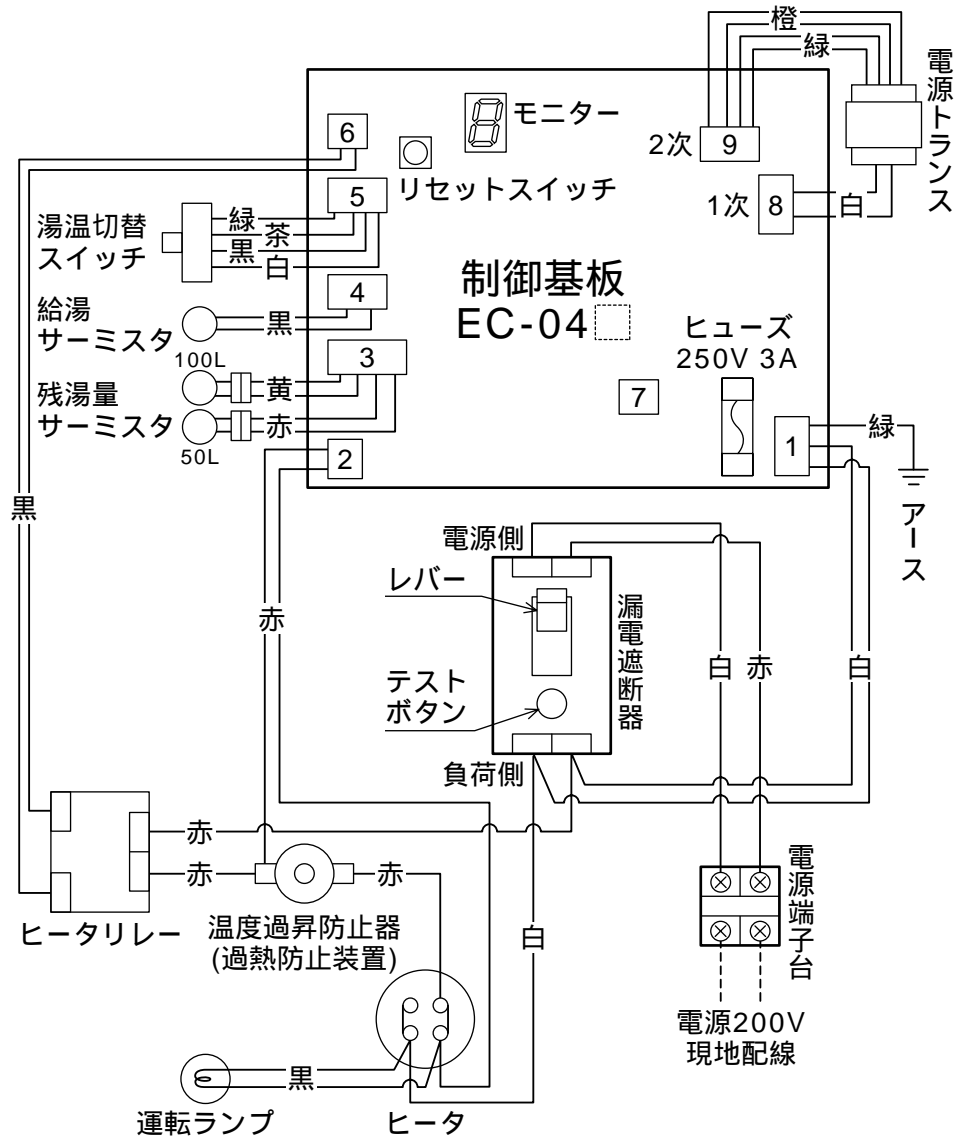 橙
緑
電源トランス
モニター
6
2次
9
リセットスイッチ
5
1次
8
白
湯温切替
スイッチ
緑
茶
黒
白
制御基板
EC-04
4
給湯
サーミスタ
黒
ヒューズ
250V 3A
100L
3
残湯量
サーミスタ
黄
赤
50L
7
2
1
緑
アース
黒
電源側
レバー
漏電遮断器
赤
テスト
ボタン
白
赤
白
負荷側
赤
赤
赤
電源端子台
ヒータリレー
温度過昇防止器
(過熱防止装置)
白
電源200V
現地配線
黒
運転ランプ
ヒータ